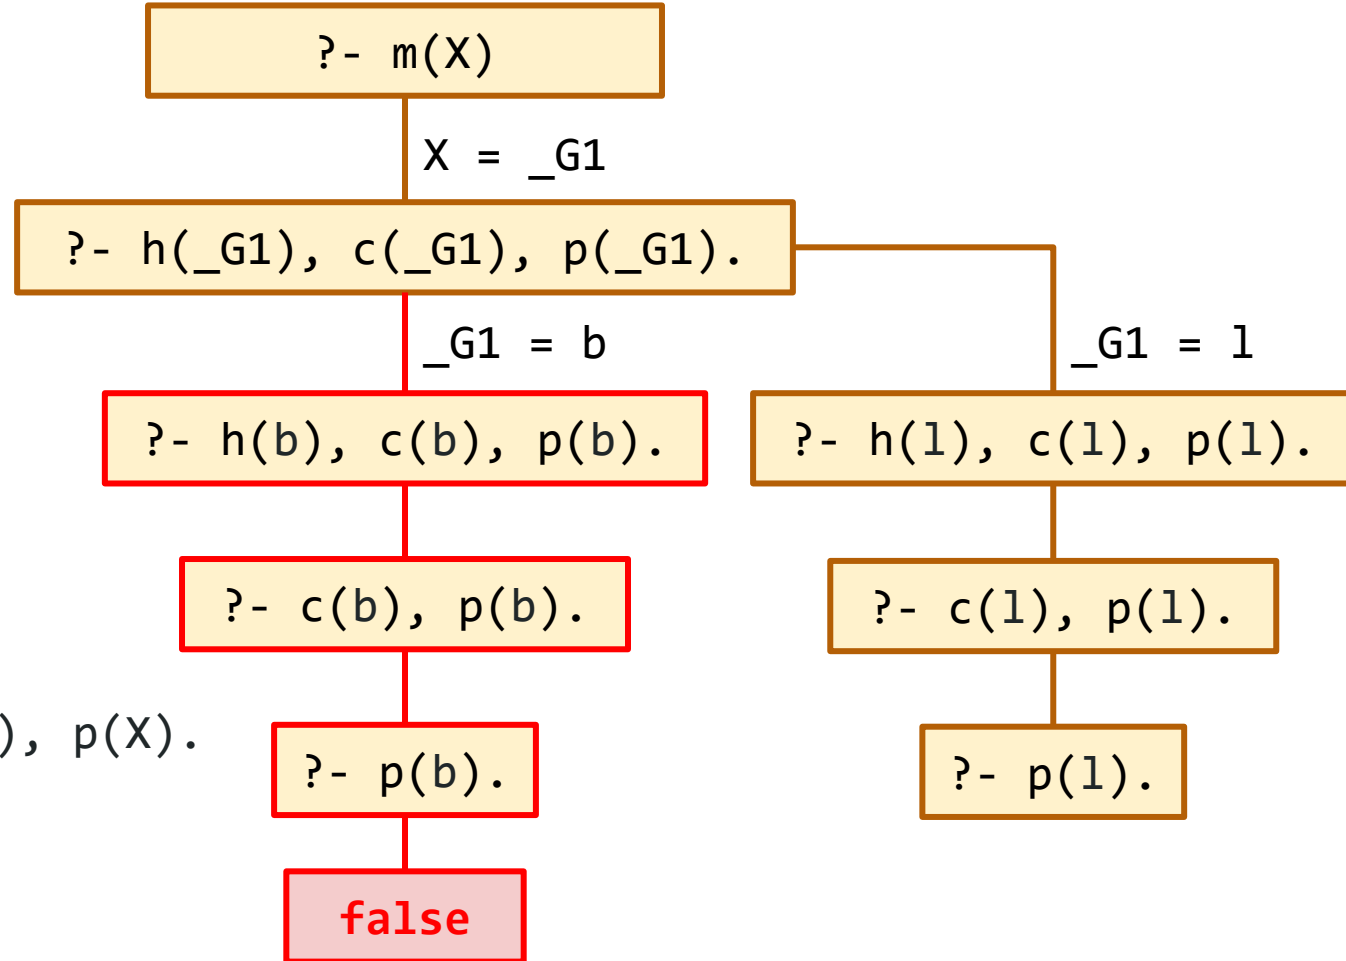 ?- m(X)
X = _G1
?- h(_G1), c(_G1), p(_G1).
_G1 = b
_G1 = l
?- h(b), c(b), p(b).
?- h(l), c(l), p(l).
?- c(b), p(b).
?- c(l), p(l).
), p(X).
?- p(b).
?- p(l).
false